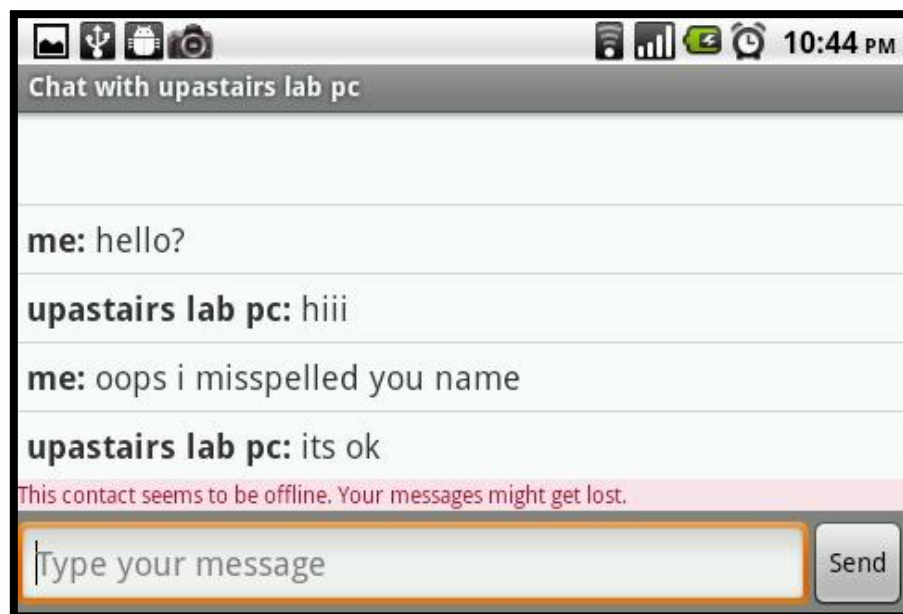 10:44 PM
Chat with upastairs lab pc
me: hello?
upastairs lab pc: hiii
me: oops i misspelled you name
upastairs lab pc: its ok
This contact seems to be offline. Your messages might get lost.
Type your message
Send